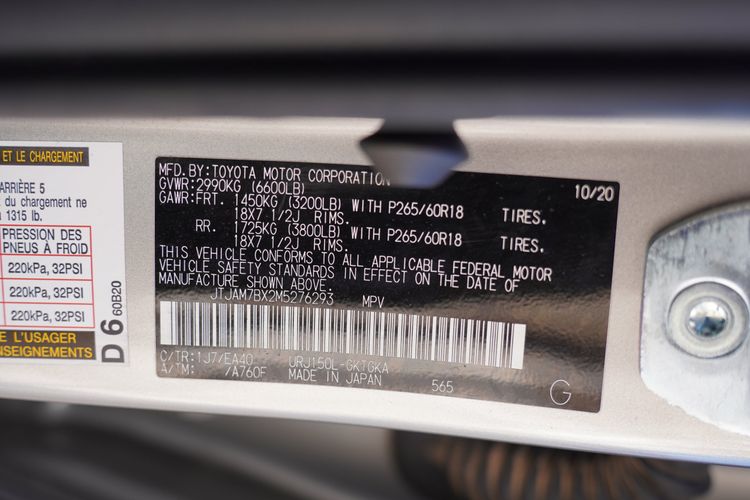 ET LE CHARGEMENT
ARRIÈRE 5
du chargement ne
1315 lb.
PRESSION DES
PNEUS À FROID
220kPa, 32PSI
220kPa, 32PSI
220kPa, 32PSI
L'USAGER
D 6 60B20
MFD.BY:TOYOTA MOTOR CORPORATION 10/20
GVWR:2990KG (6600LB)
GAWR:FRT. 1450KG (3200LB) WITH P265/60R18 TIRES.
18X7 1/2J RIMS.
RR. 1725KG (3800LB) WITH P265/60R18 TIRES.
18X7 1/2J RIMS.
THIS VEHICLE CONFORMS TO ALL APPLICABLE FEDERAL MOTOR
VEHICLE SAFETY STANDARDS IN EFFECT ON THE DATE OF
MANUFACTURE SHOWN ABOVE.
JTJAM7BX2M5276293 MPV
C/TR:1J7/EA40 URJ150L-GKTGKA
A/TM: /A760F MADE IN JAPAN 565
G